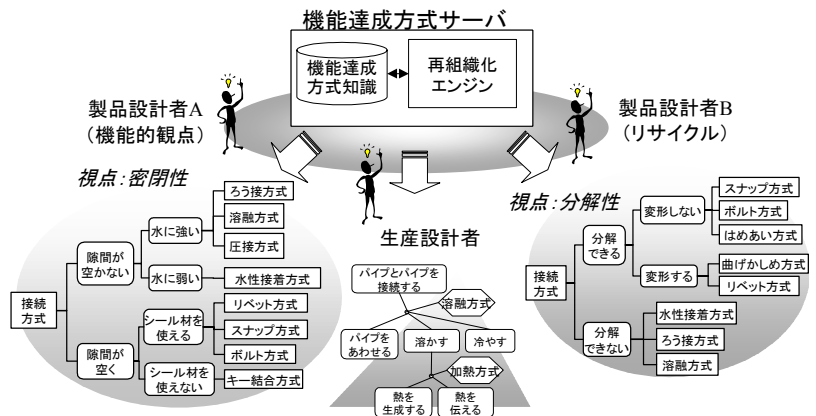 機能達成方式サーバ
機能達成
方式知識
再組織化
エンジン
製品設計者A
（機能的観点）
製品設計者B
（リサイクル）
視点：密閉性
接続
方式
隙間が
空かない
水に強い
ろう接方式
溶融方式
圧接方式
水に弱い
水性接着方式
隙間が
空く
シール材を
使える
リベット方式
スナップ方式
ボルト方式
シール材を
使えない
キー結合方式
生産設計者
パイプとパイプを
接続する
溶融方式
パイプを
あわせる
溶かす
冷やす
加熱方式
熱を
生成する
熱を
伝える
視点：分解性
接続
方式
分解
できる
変形しない
スナップ方式
ボルト方式
はめあい方式
変形する
曲げかしめ方式
リベット方式
分解
できない
水性接着方式
ろう接方式
溶融方式